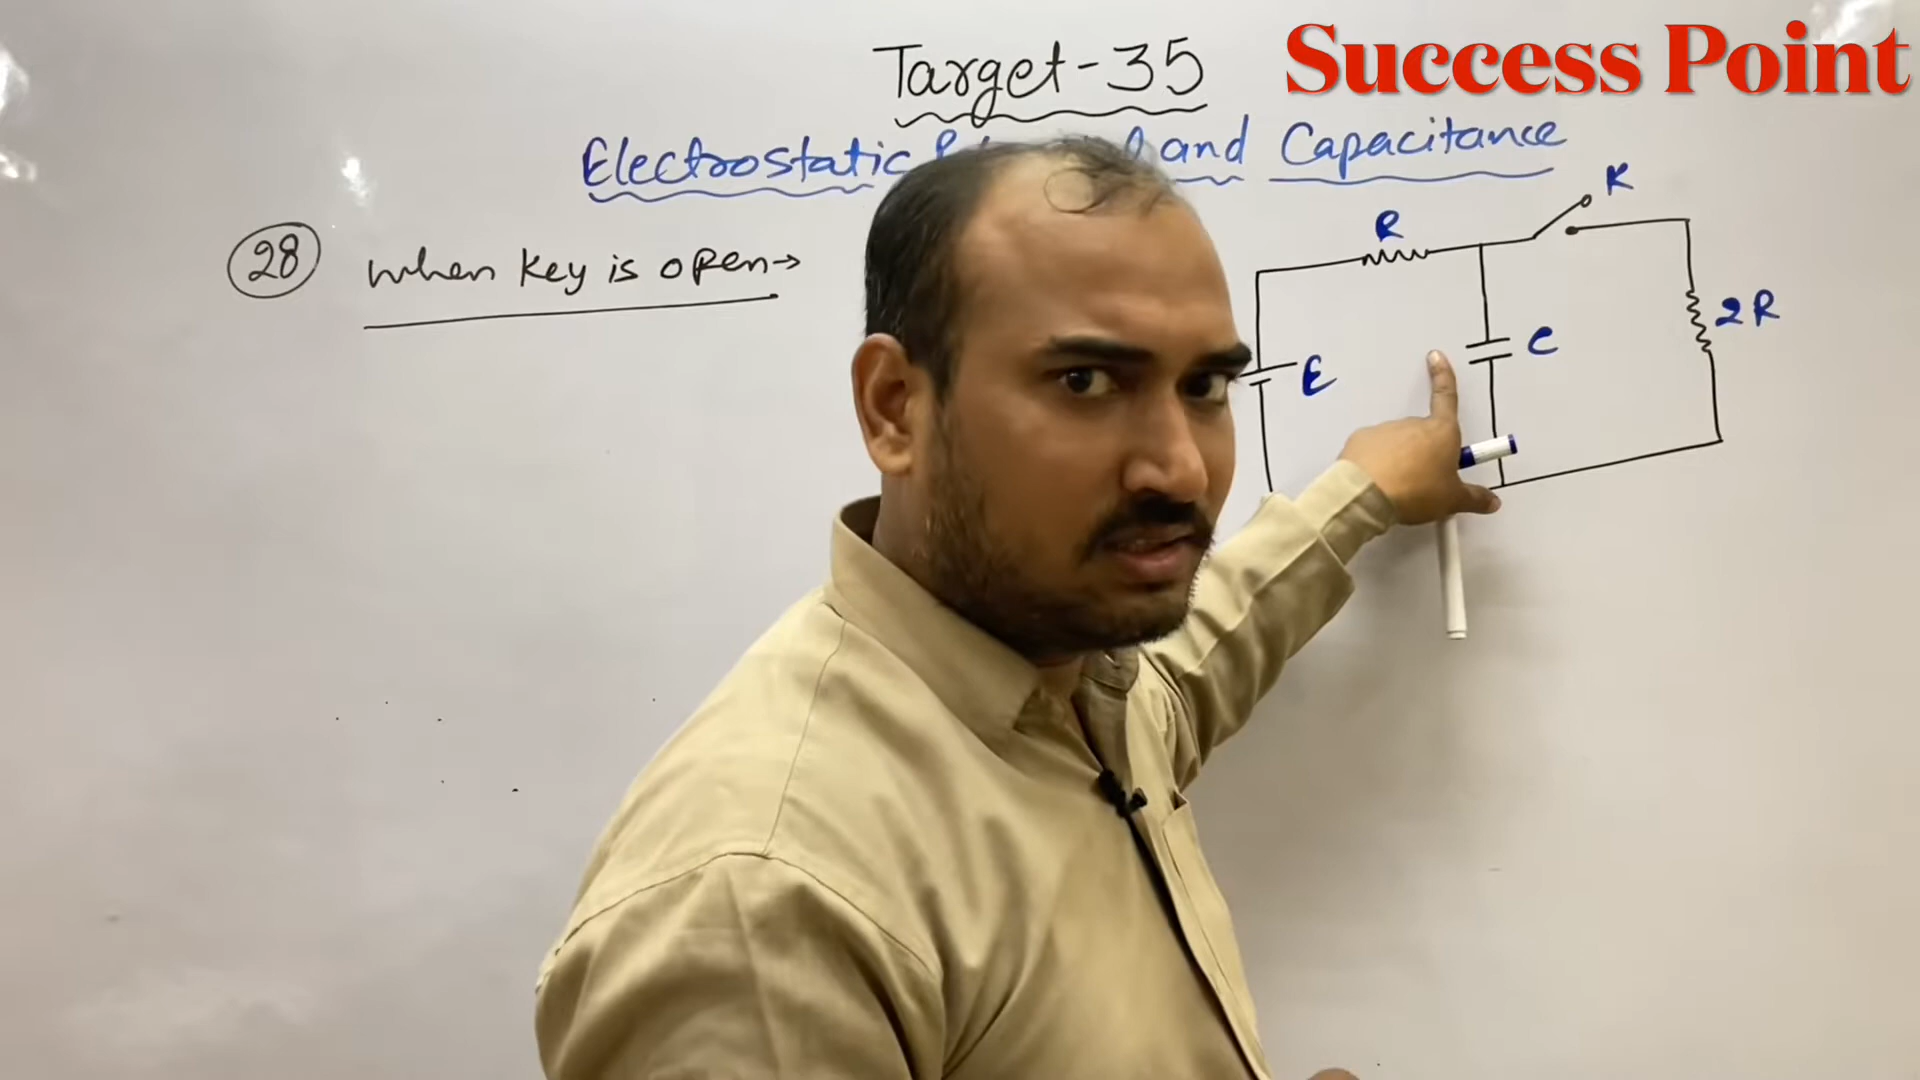 Target-35
Success Point
Electrostatic and Capacitance
28 When Key is open→
R
K
2R
C
E